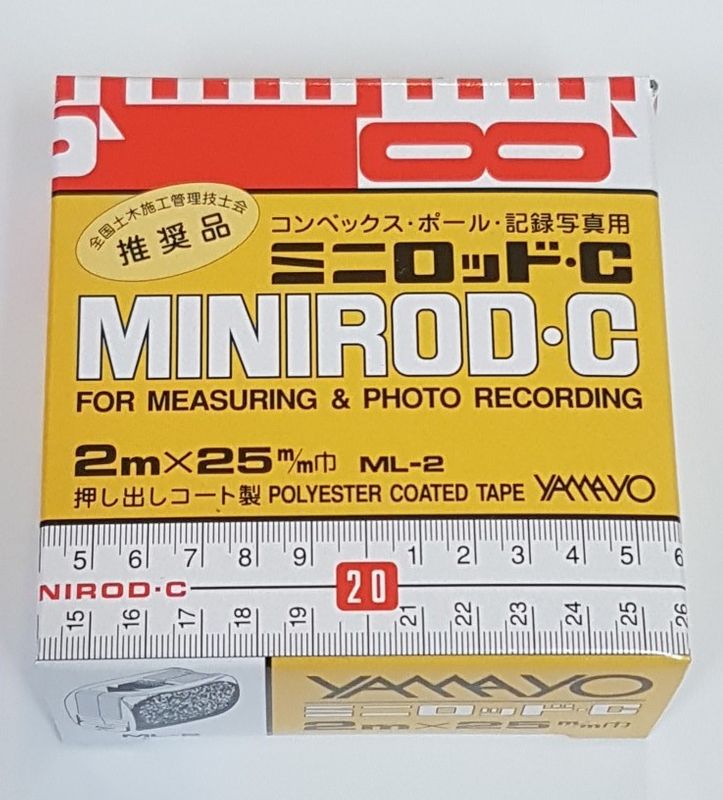 8
全国土木施工管理技士会
推奨品
コンベックス・ポール・記録写真用
ミニロッド・C
MINIROD・C
FOR MEASURING & PHOTO RECORDING
2m×25m/m巾 ML-2
押し出しコート製 POLYESTER COATED TAPE YAMAYO
5 6 7 8 9 1 2 3 4 5 6
NIROD・C 20
15 16 17 18 19 21 22 23 24 25 26
YAMAYO
ミニロッド・C
2m×25m/m巾
ML-2